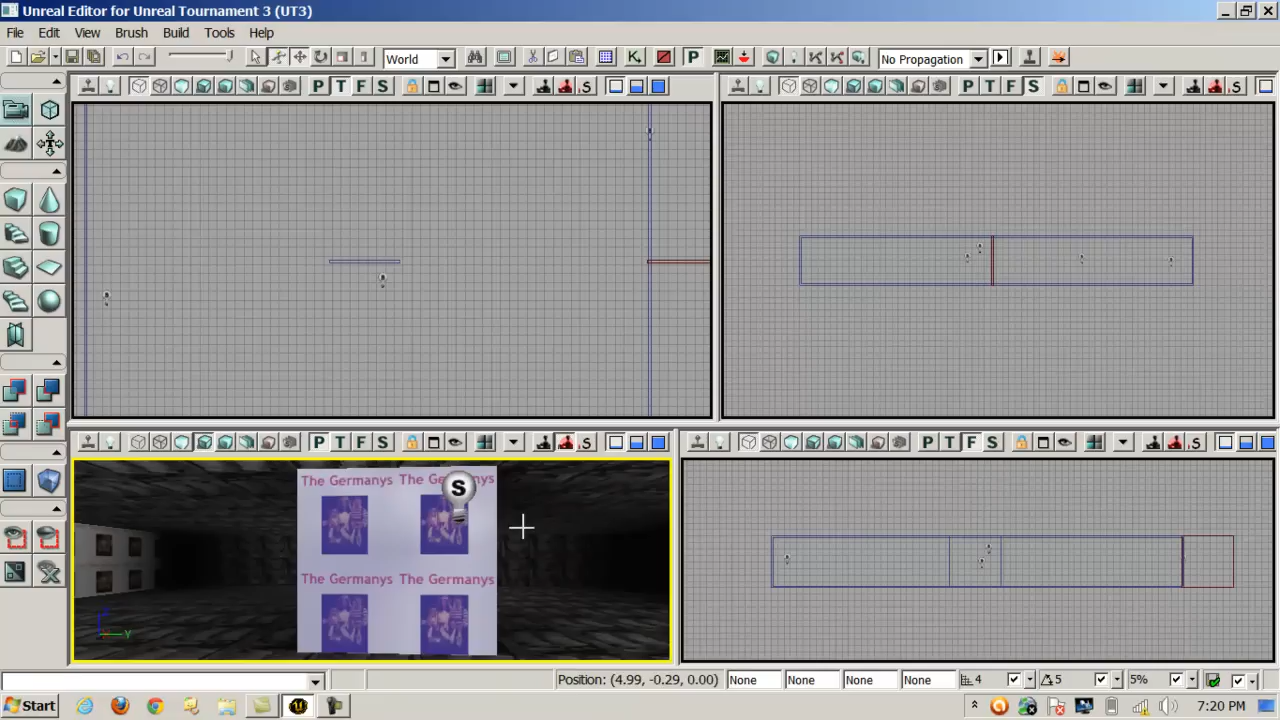 Unreal Editor for Unreal Tournament 3 (UT3)
File Edit View Brush Build Tools Help
World
P
No Propagation
P T F S
P T F S
P T F S
P T F S
The Germanys The Germanys
S
The Germanys The Germanys
Y
Position: (4.99, -0.29, 0.00) None None None None 4 5 5%
Start 7:20 PM